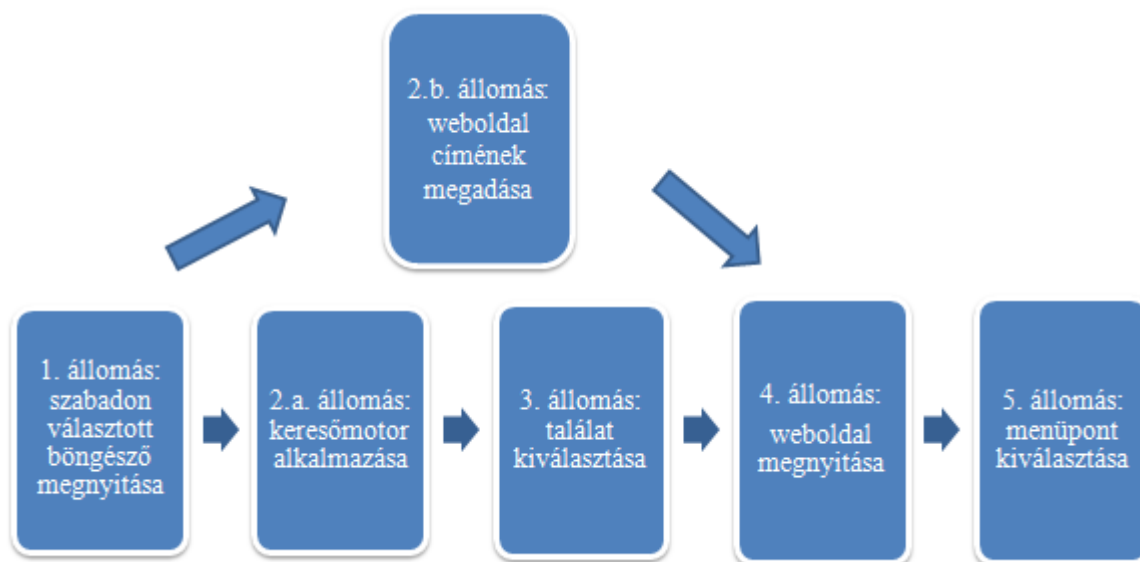 2.b. állomás:
weboldal
címének
megadása
1. állomás:
szabadon
választott
böngésző
megnyitása
2.a. állomás:
keresőmotor
alkalmazása
3. állomás:
találat
kiválasztása
4. állomás:
weboldal
megnyitása
5. állomás:
menüpont
kiválasztása